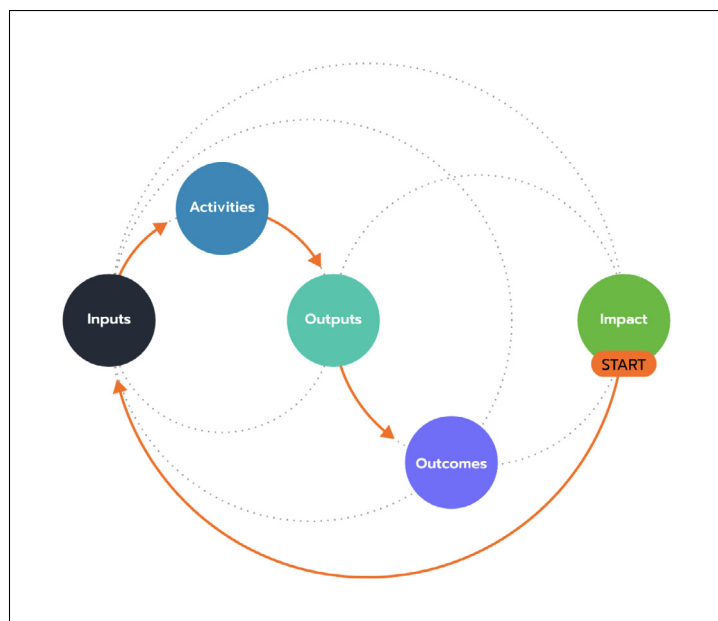 Activities
Inputs
Outputs
Impact
START
Outcomes